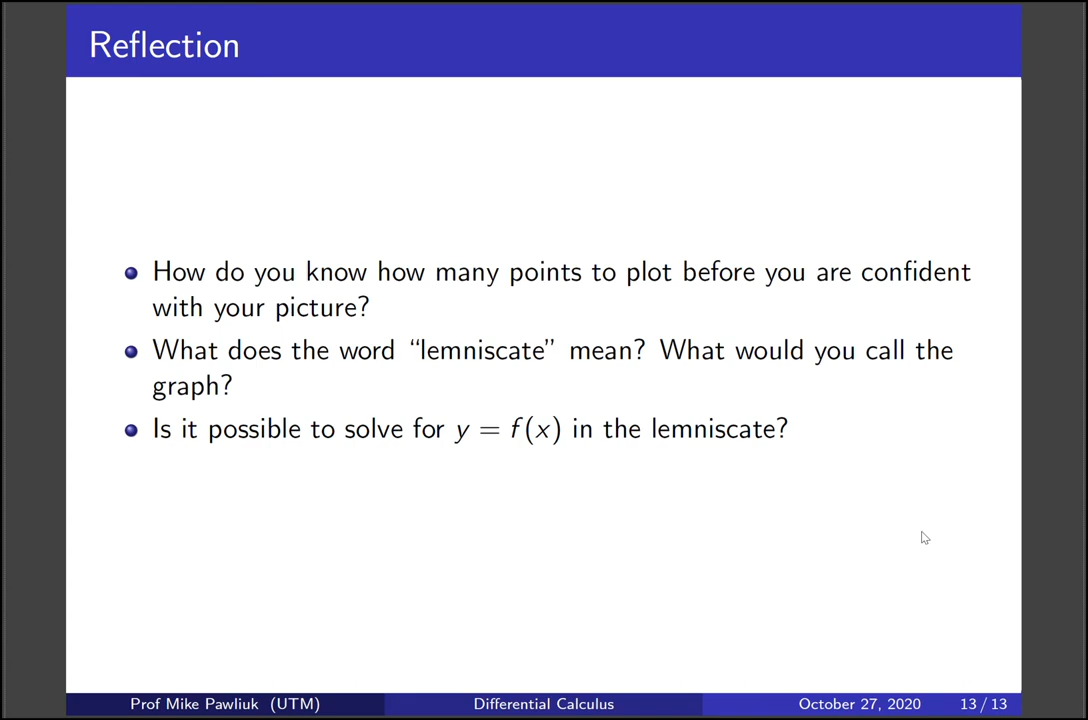 Reflection
How do you know how many points to plot before you are confident
with your picture?
What does the word “lemniscate” mean? What would you call the
graph?
Is it possible to solve for y = f(x) in the lemniscate?
Prof Mike Pawliuk (UTM) Differential Calculus October 27, 2020 13 / 13